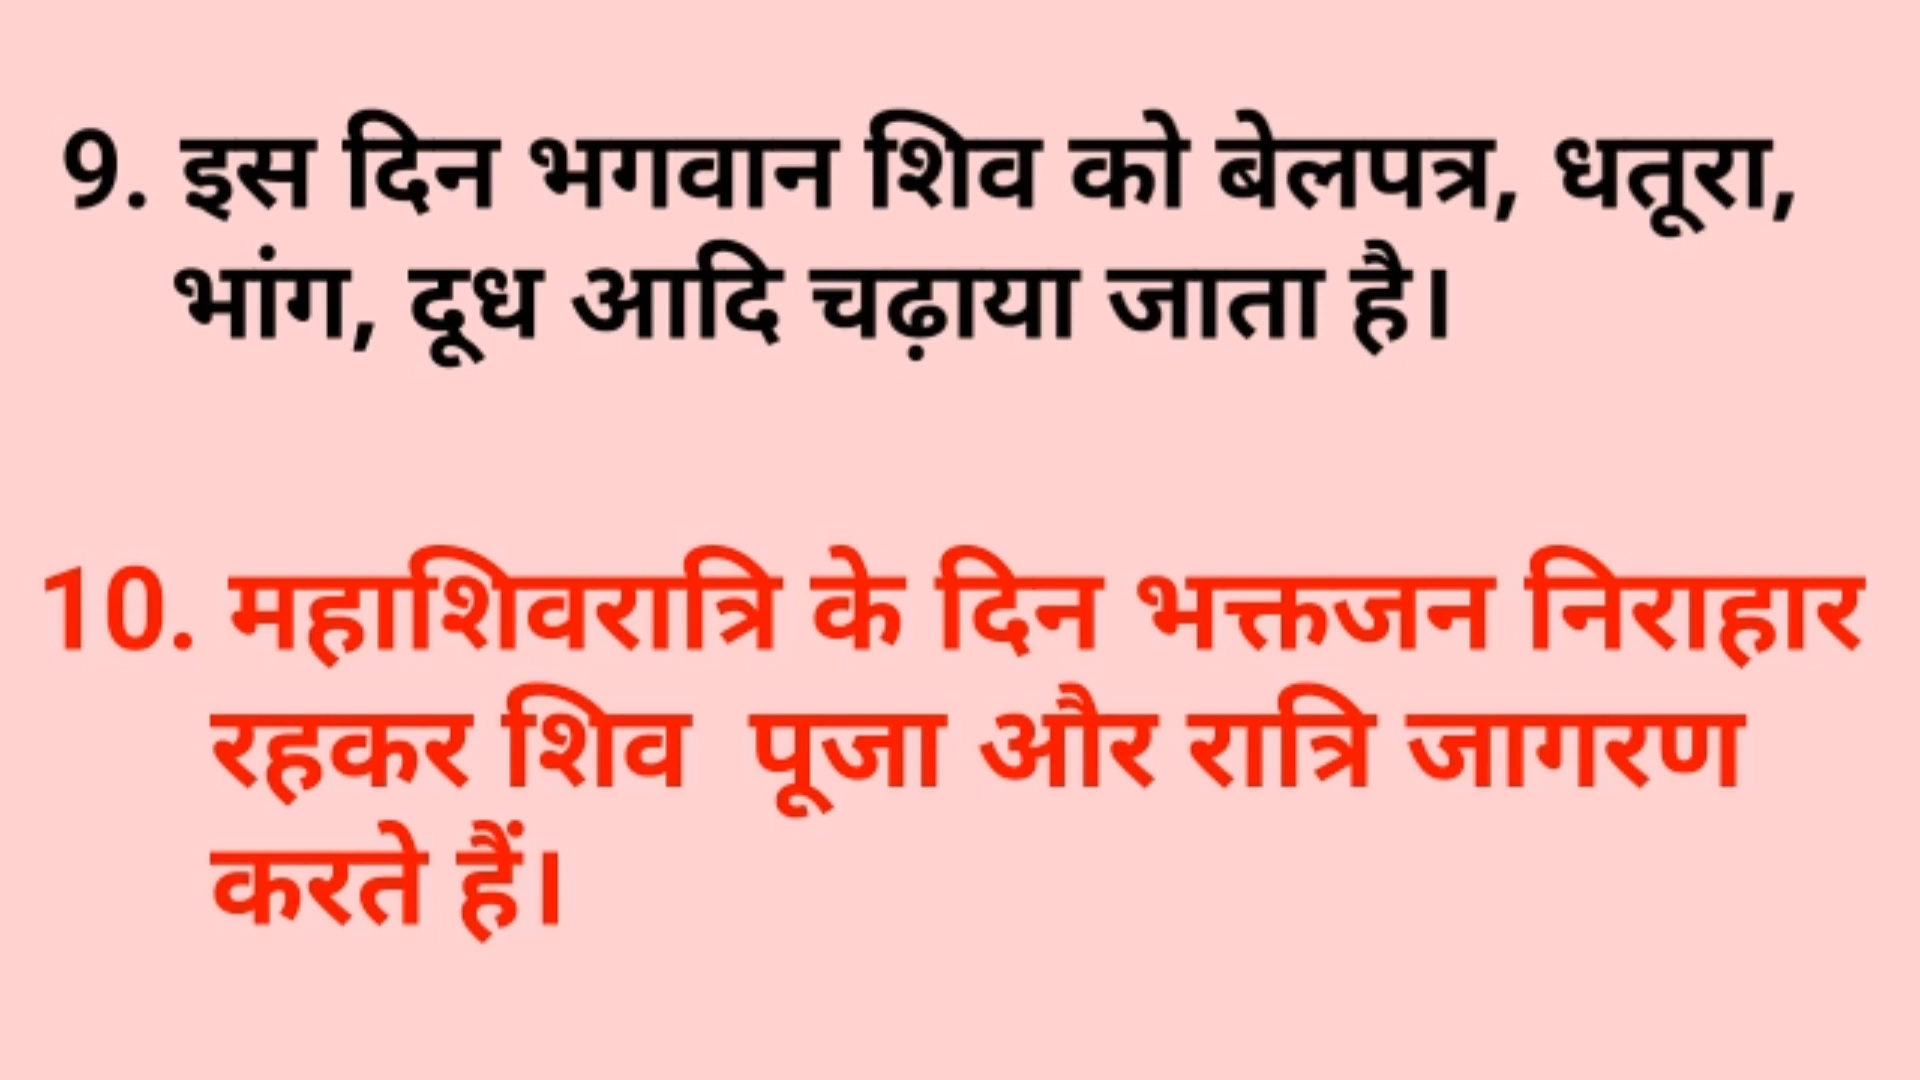 9. इस दिन भगवान शिव को बेलपत्र, धतूरा,
भांग, दूध आदि चढ़ाया जाता है।
10. महाशिवरात्रि के दिन भक्तजन निराहार
रहकर शिव पूजा और रात्रि जागरण
करते हैं।